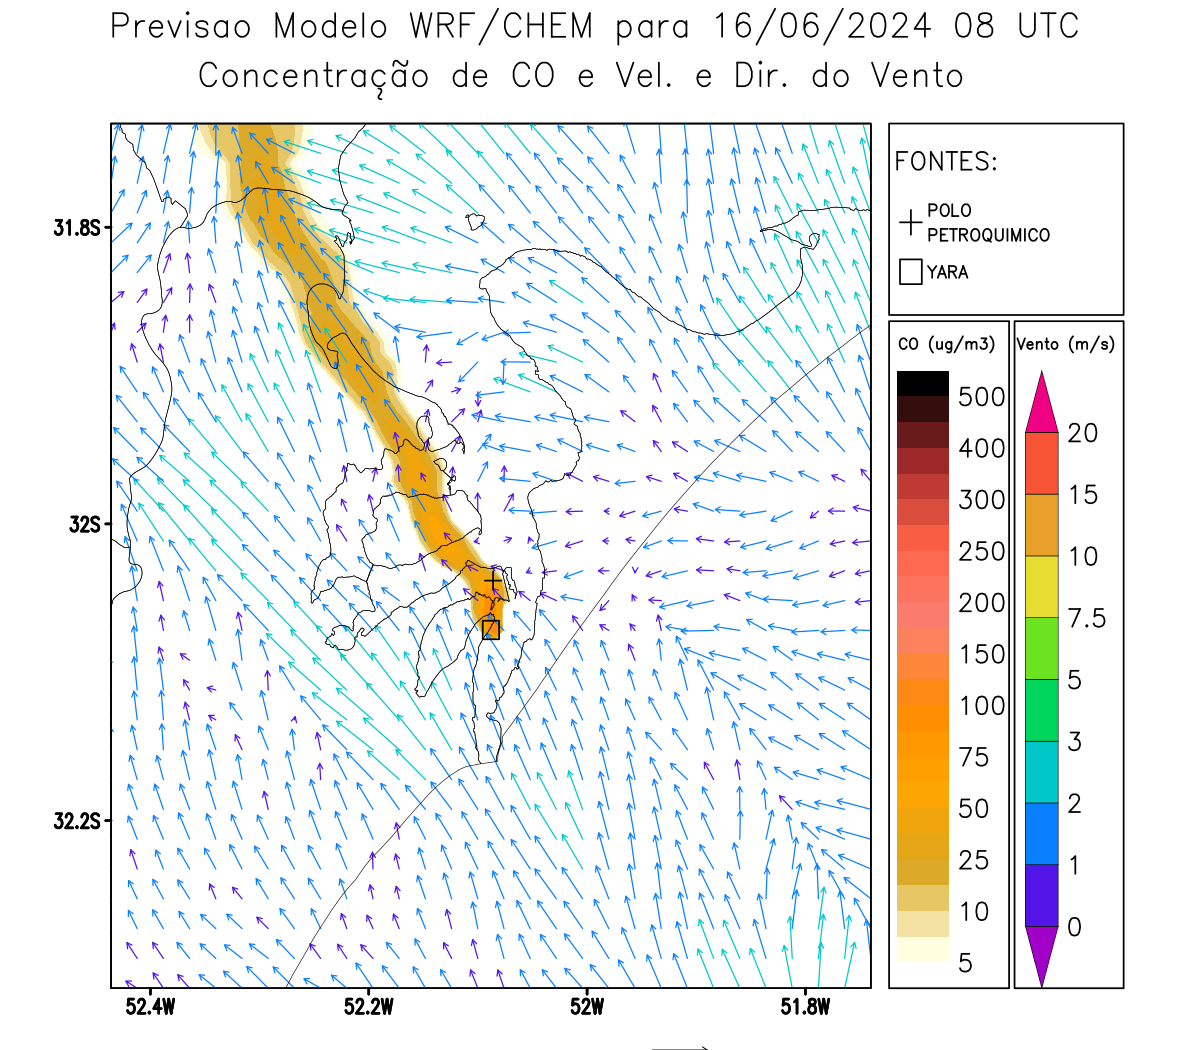 Previsao Modelo WRF/CHEM para 16/06/2024 08 UTC
Concentração de CO e Vel. e Dir. do Vento
FONTES:
POLO
PETROQUIMICO
YARA
CO (ug/m3)
500
400
300
250
200
150
100
75
50
25
10
5
Vento (m/s)
20
15
10
7.5
5
3
2
1
0
31.8S
32S
32.2S
52.4W
52.2W
52W
51.8W